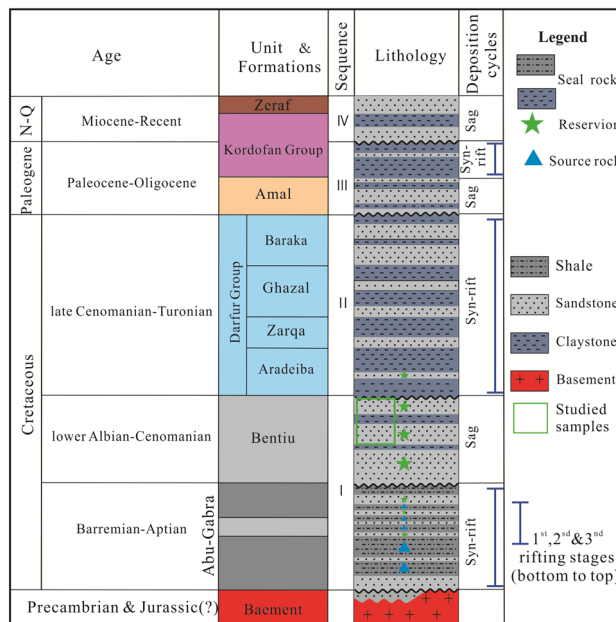 Age
Unit &
Formations
Sequence
Lithology
Deposition
cycles
Legend
Seal rock
Reservion
Source rock
N-Q
Miocene-Recent
Zeraf
Kordofan Group
IV
Sag
Paleogene
Paleocene-Oligocene
Amal
III
Syn-
rift
Sag
Cretaceous
late Cenomanian-Turonian
Darfur Group
Baraka
Ghazal
Zarqa
Aradeiba
II
Syn-rift
lower Albian-Cenomanian
Bentiu
Sag
I
Barremian-Aptian
Abu-Gabra
Syn-rift
Precambrian & Jurassic(?)
Baement
Shale
Sandstone
Claystone
Basement
Studied
samples
1st,2sd&3nd
rifting stages
(bottom to top)